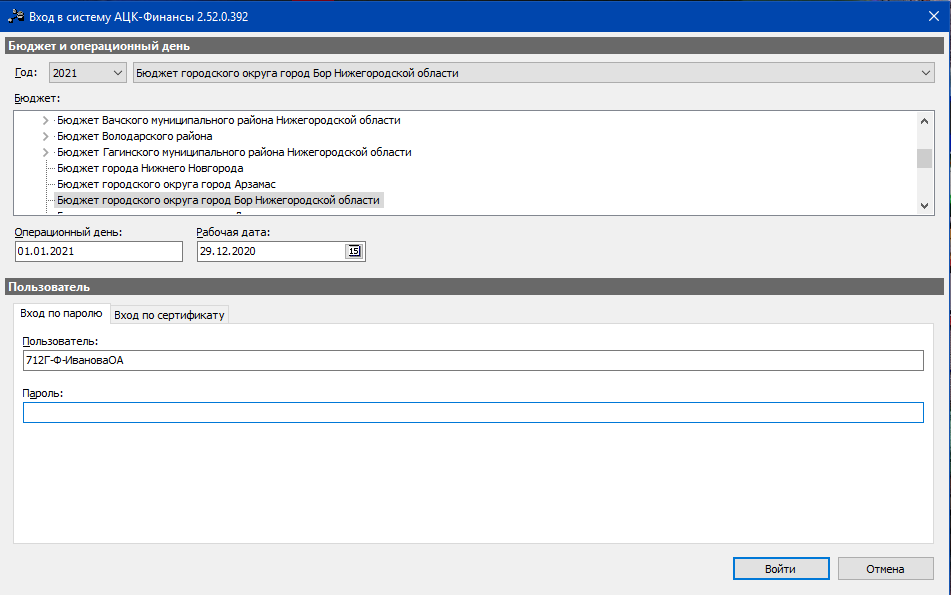 Вход в систему АЦК-Финансы 2.52.0.392
Бюджет и операционный день
Год: 2021 Бюджет городского округа город Бор Нижегородской области
Бюджет:
Бюджет Вачского муниципального района Нижегородской области
Бюджет Володарского района
Бюджет Гагинского муниципального района Нижегородской области
Бюджет города Нижнего Новгорода
Бюджет городского округа город Арзамас
Бюджет городского округа город Бор Нижегородской области
Операционный день: Рабочая дата:
01.01.2021 29.12.2020 15
Пользователь
Вход по паролю Вход по сертификату
Пользователь:
712Г-Ф-ИвановаОА
Пароль:
Войти Отмена